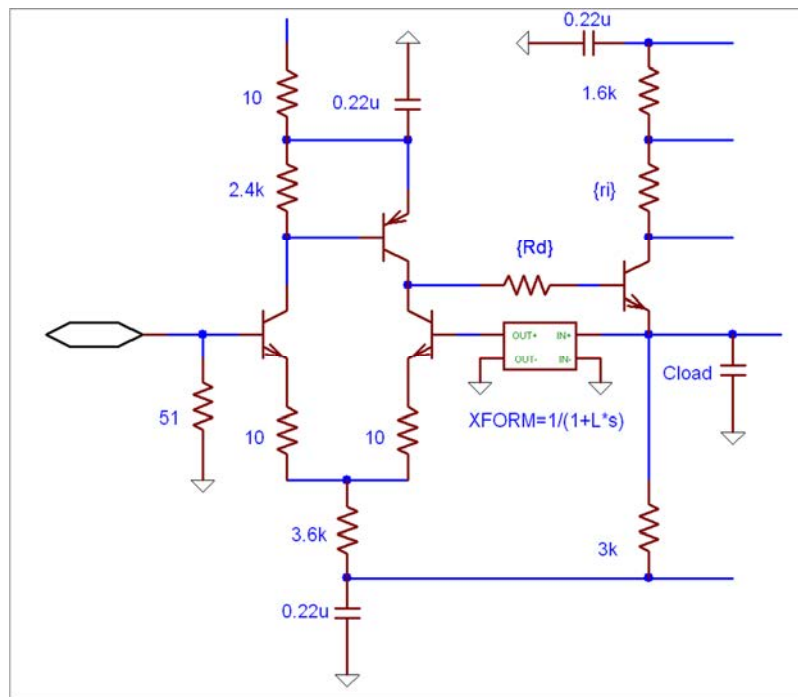 0.22u
10
0.22u
1.6k
2.4k
{ri}
{Rd}
OUT+ IN+
OUT- IN-
Cload
51
10
10
XFORM=1/(1+L*s)
3.6k
3k
0.22u